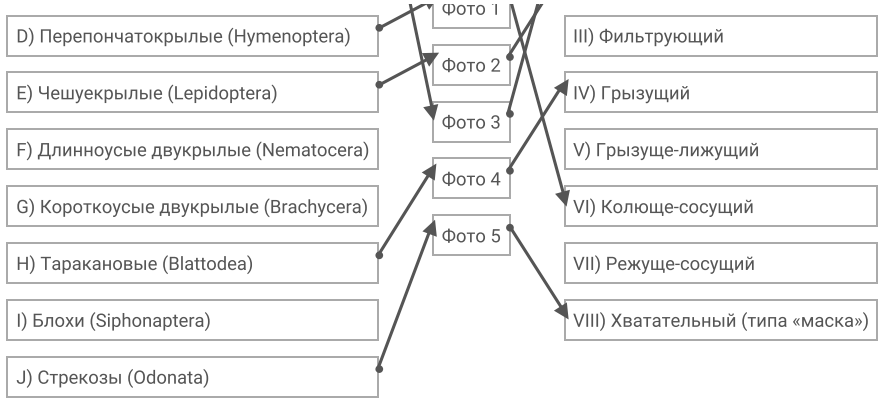 D) Перепончатокрылые (Hymenoptera)
E) Чешуекрылые (Lepidoptera)
F) Длинноусые двукрылые (Nematocera)
G) Короткоусые двукрылые (Brachycera)
H) Таракановые (Blattodea)
I) Блохи (Siphonaptera)
J) Стрекозы (Odonata)
Фото 1
Фото 2
Фото 3
Фото 4
Фото 5
III) Фильтрующий
IV) Грызущий
V) Грызуще-лижущий
VI) Колюще-сосущий
VII) Режуще-сосущий
VIII) Хватательный (типа «маска»)